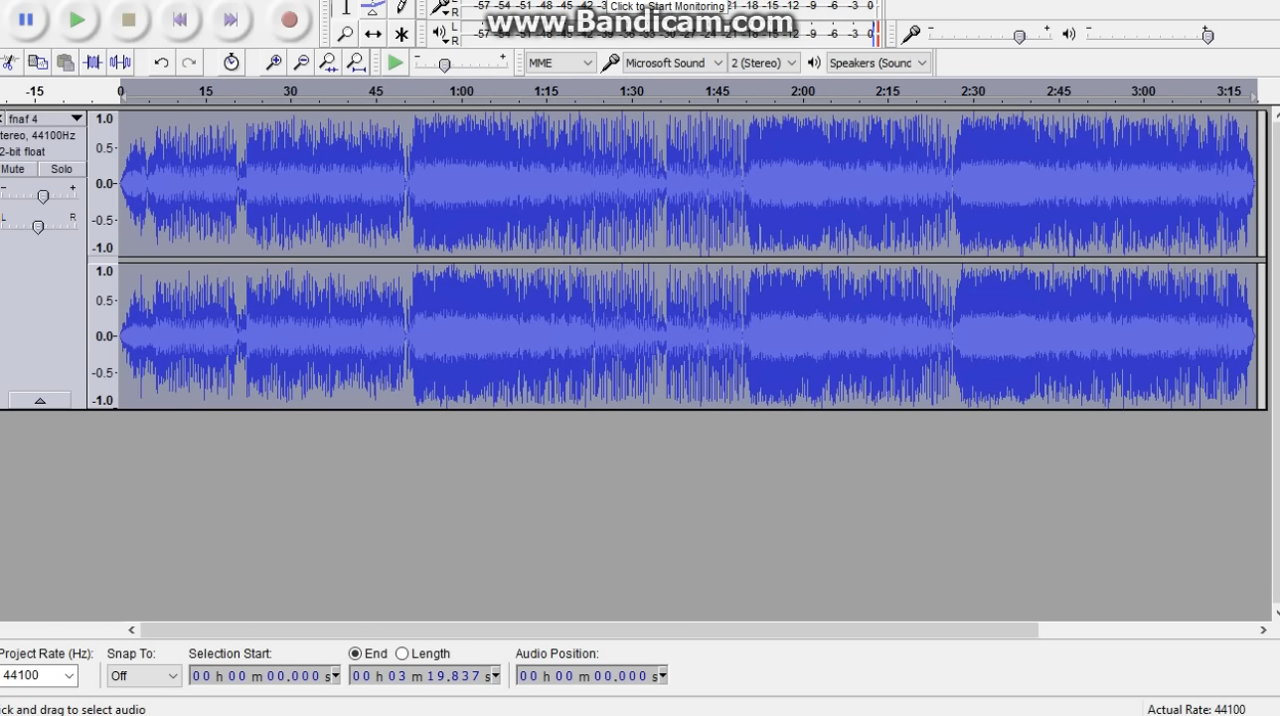 www.Bandicam.com
-57 -54 -51 -48 -45 -42 -3 Click to Start Monitoring !1 -18 -15 -12 -9 -6 -3 0
R
L
-57 -54 -51 -48 -45 -42 -39 -36 -33 -30 -27 -24 -21 -18 -15 -12 -9 -6 -3 0
R
- +
- +
- +
MME
Microsoft Sound
2 (Stereo)
Speakers (Sounc
-15 0 15 30 45 1:00 1:15 1:30 1:45 2:00 2:15 2:30 2:45 3:00 3:15
fnaf 4
tereo, 44100Hz
2-bit float
Mute Solo
- +
L R
1.0
0.5
0.0
-0.5
-1.0
1.0
0.5
0.0
-0.5
-1.0
Project Rate (Hz): Snap To: Selection Start: End Length Audio Position:
44100 Off 00 h 00 m 00.000 s 00 h 03 m 19.837 s 00 h 00 m 00.000 s
ick and drag to select audio Actual Rate: 44100